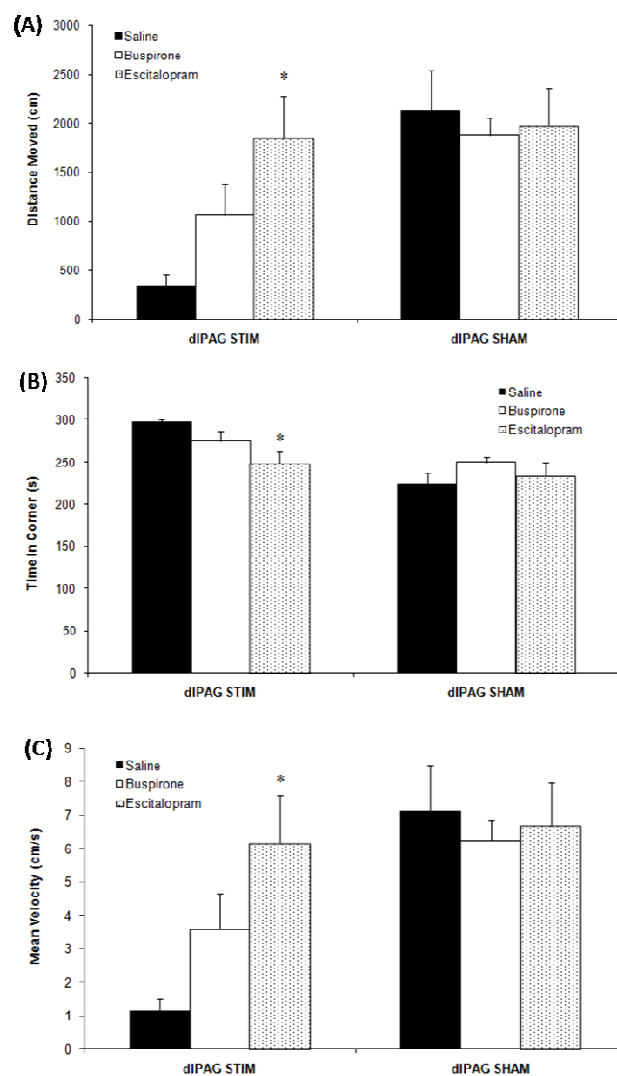 (A)
Saline
Buspirone
Escitalopram
*
3000
2500
2000
1500
1000
500
0
Distance Moved (cm)
dlPAG STIM
dlPAG SHAM
(B)
Saline
Buspirone
Escitalopram
*
350
300
250
200
150
100
50
0
Time in Corner (s)
dlPAG STIM
dlPAG SHAM
(C)
Saline
Buspirone
Escitalopram
*
9
8
7
6
5
4
3
2
1
0
Mean Velocity (cm/s)
dlPAG STIM
dlPAG SHAM